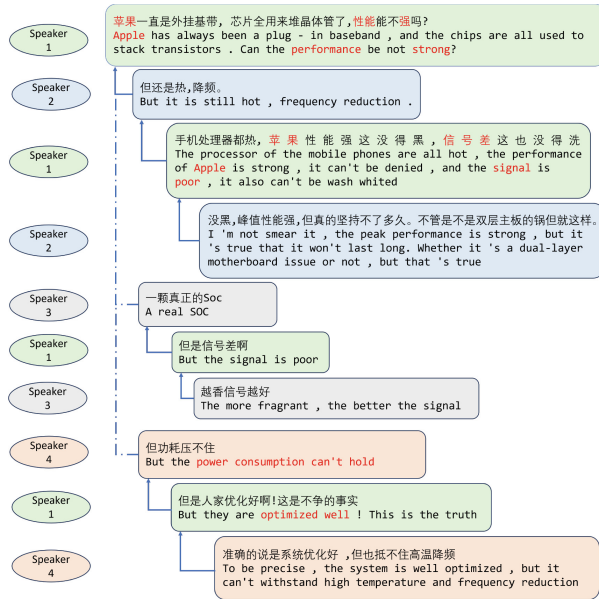 Speaker
1
苹果一直是外挂基带, 芯片全用来堆晶体管了,性能能不强吗?
Apple has always been a plug - in baseband , and the chips are all used to
stack transistors . Can the performance be not strong?
Speaker
2
但还是热,降频。
But it is still hot , frequency reduction .
Speaker
1
手机处理器都热, 苹果性能强这没得黑, 信号差这也没得洗
The processor of the mobile phones are all hot , the performance
of Apple is strong , it can't be denied , and the signal is
poor , it also can't be wash whited
Speaker
2
没黑,峰值性能强,但真的坚持不了多久。不管是不是双层主板的锅但就这样。
I 'm not smear it , the peak performance is strong , but it
's true that it won't last long. Whether it 's a dual-layer
motherboard issue or not , but that 's true
Speaker
3
一颗真正的Soc
A real SOC
Speaker
1
但是信号差啊
But the signal is poor
Speaker
3
越香信号越好
The more fragrant , the better the signal
Speaker
4
但功耗压不住
But the power consumption can't hold
Speaker
1
但是人家优化好啊!这是不争的事实
But they are optimized well ! This is the truth
Speaker
4
准确的说是系统优化好 ,但也抵不住高温降频
To be precise , the system is well optimized , but it
can't withstand high temperature and frequency reduction